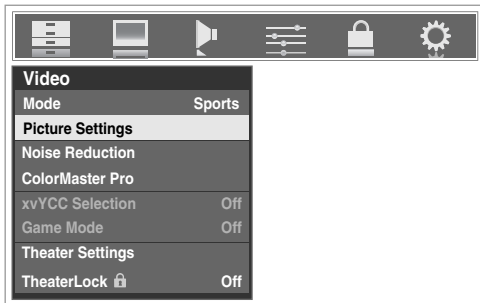 Video
Mode Sports
Picture Settings
Noise Reduction
ColorMaster Pro
xvYCC Selection Off
Game Mode Off
Theater Settings
TheaterLock Off